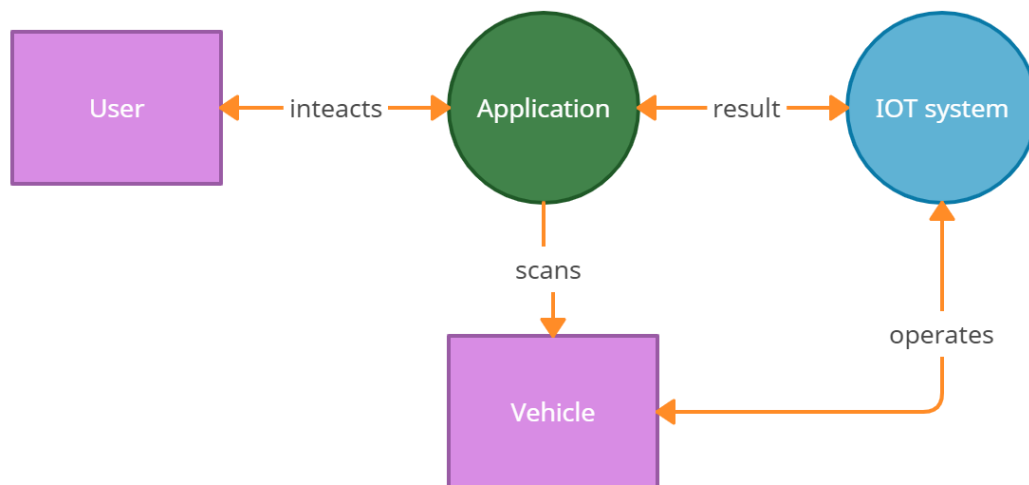 User
inteacts
Application
result
IOT system
scans
operates
Vehicle